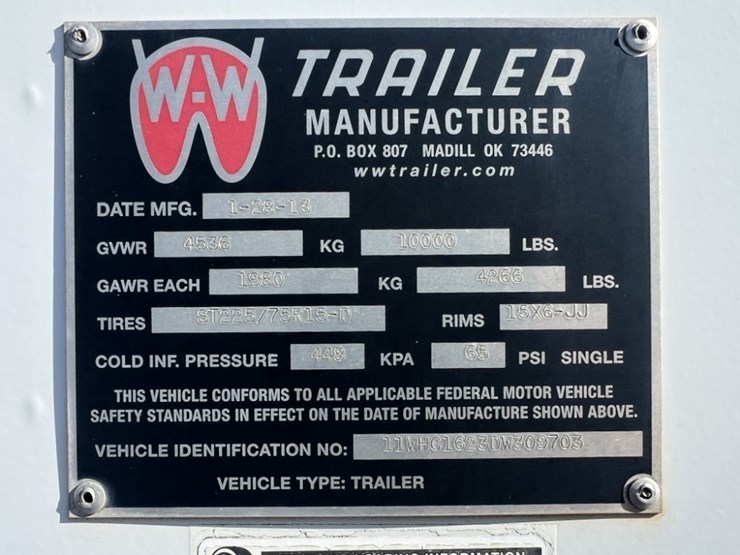 W-W TRAILER
MANUFACTURER
P.O. BOX 807 MADILL OK 73446
wwtrailer.com
DATE MFG. 1-28-13
GVWR 4536 KG 10000 LBS.
GAWR EACH 1980 KG 4266 LBS.
TIRES ST225/75R15-D RIMS 15X6-JJ
COLD INF. PRESSURE 448 KPA 65 PSI SINGLE
THIS VEHICLE CONFORMS TO ALL APPLICABLE FEDERAL MOTOR VEHICLE
SAFETY STANDARDS IN EFFECT ON THE DATE OF MANUFACTURE SHOWN ABOVE.
VEHICLE IDENTIFICATION NO: 11WHC1623DW309703
VEHICLE TYPE: TRAILER
INFORMATION